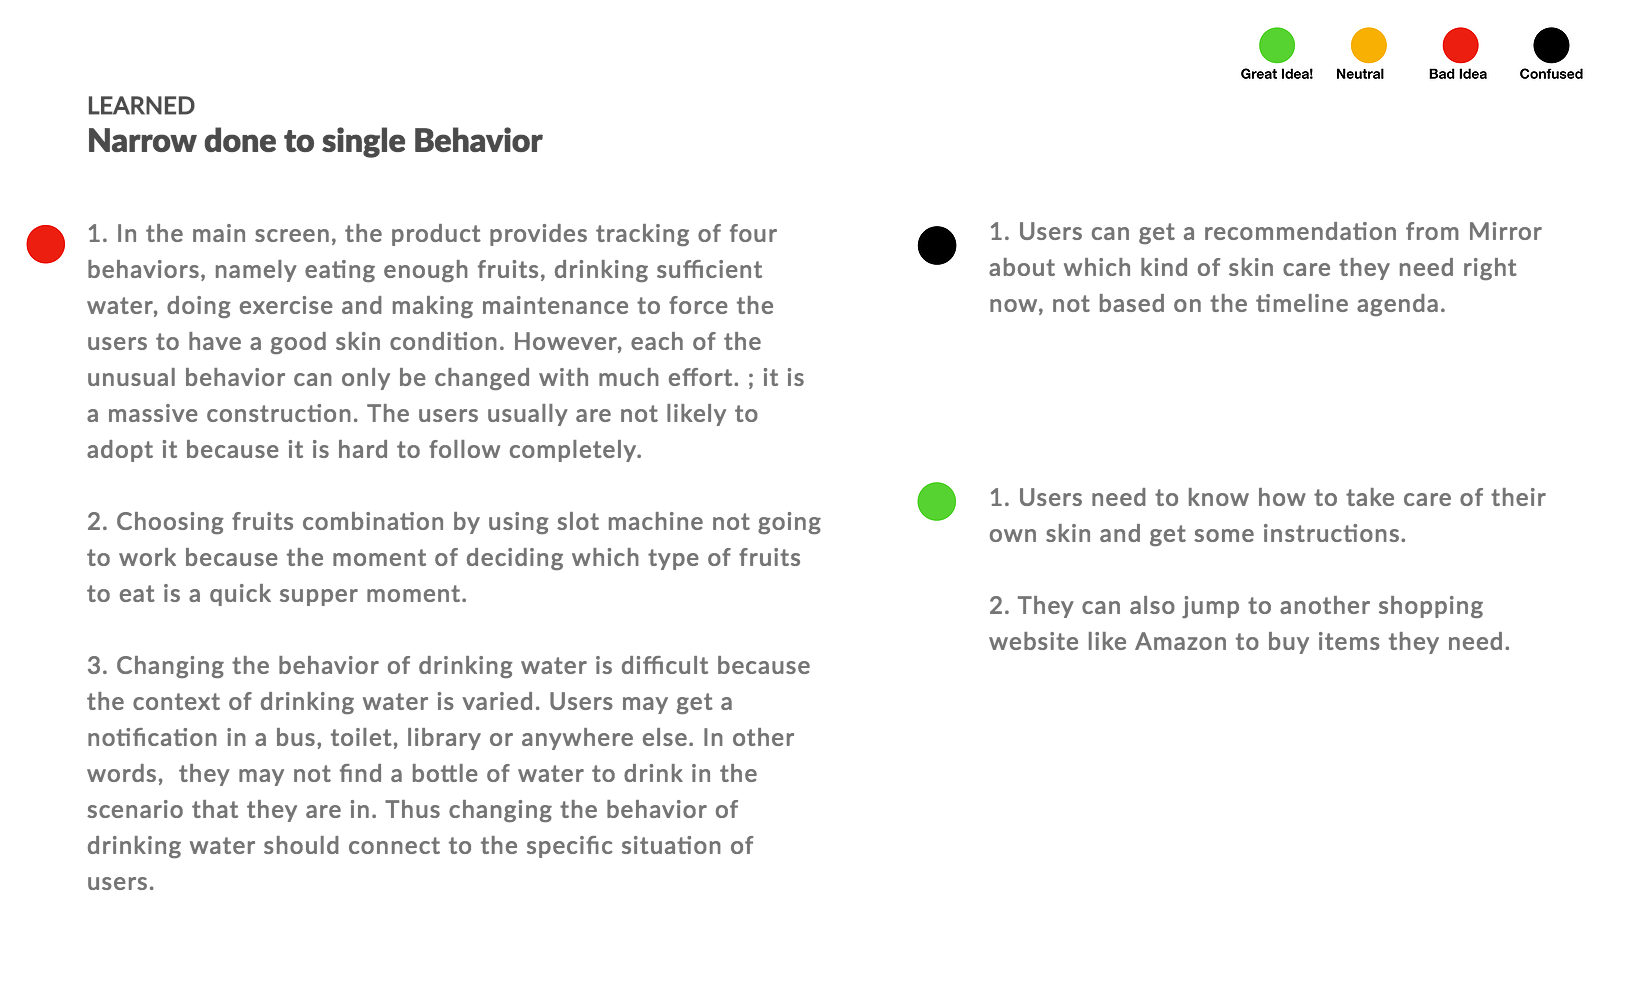 Great Idea! Neutral Bad Idea Confused
LEARNED
Narrow done to single Behavior
1. In the main screen, the product provides tracking of four
behaviors, namely eating enough fruits, drinking sufficient
water, doing exercise and making maintenance to force the
users to have a good skin condition. However, each of the
unusual behavior can only be changed with much effort. ; it is
a massive construction. The users usually are not likely to
adopt it because it is hard to follow completely.
2. Choosing fruits combination by using slot machine not going
to work because the moment of deciding which type of fruits
to eat is a quick supper moment.
3. Changing the behavior of drinking water is difficult because
the context of drinking water is varied. Users may get a
notification in a bus, toilet, library or anywhere else. In other
words,  they may not find a bottle of water to drink in the
scenario that they are in. Thus changing the behavior of
drinking water should connect to the specific situation of
users.
1. Users can get a recommendation from Mirror
about which kind of skin care they need right
now, not based on the timeline agenda.
1. Users need to know how to take care of their
own skin and get some instructions.
2. They can also jump to another shopping
website like Amazon to buy items they need.